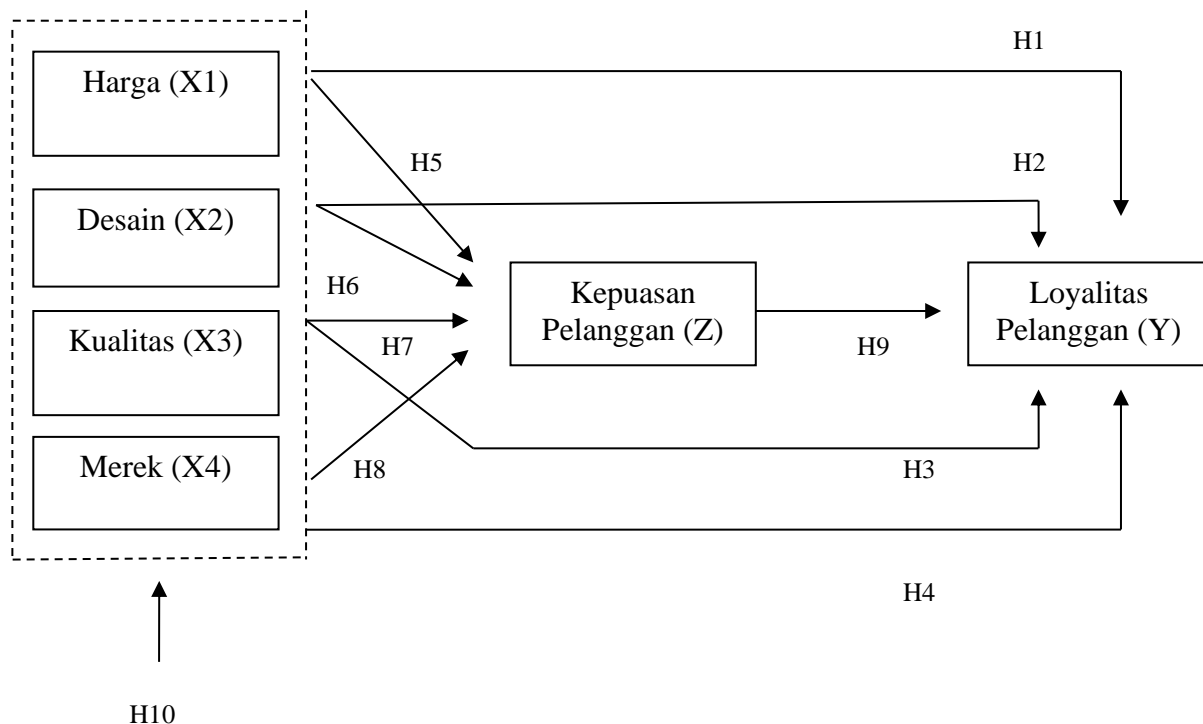 H1
Harga (X1)
H5
H2
Desain (X2)
H6
Kepuasan
Pelanggan (Z)
Loyalitas
Pelanggan (Y)
Kualitas (X3)
H7
H9
Merek (X4)
H8
H3
H4
H10